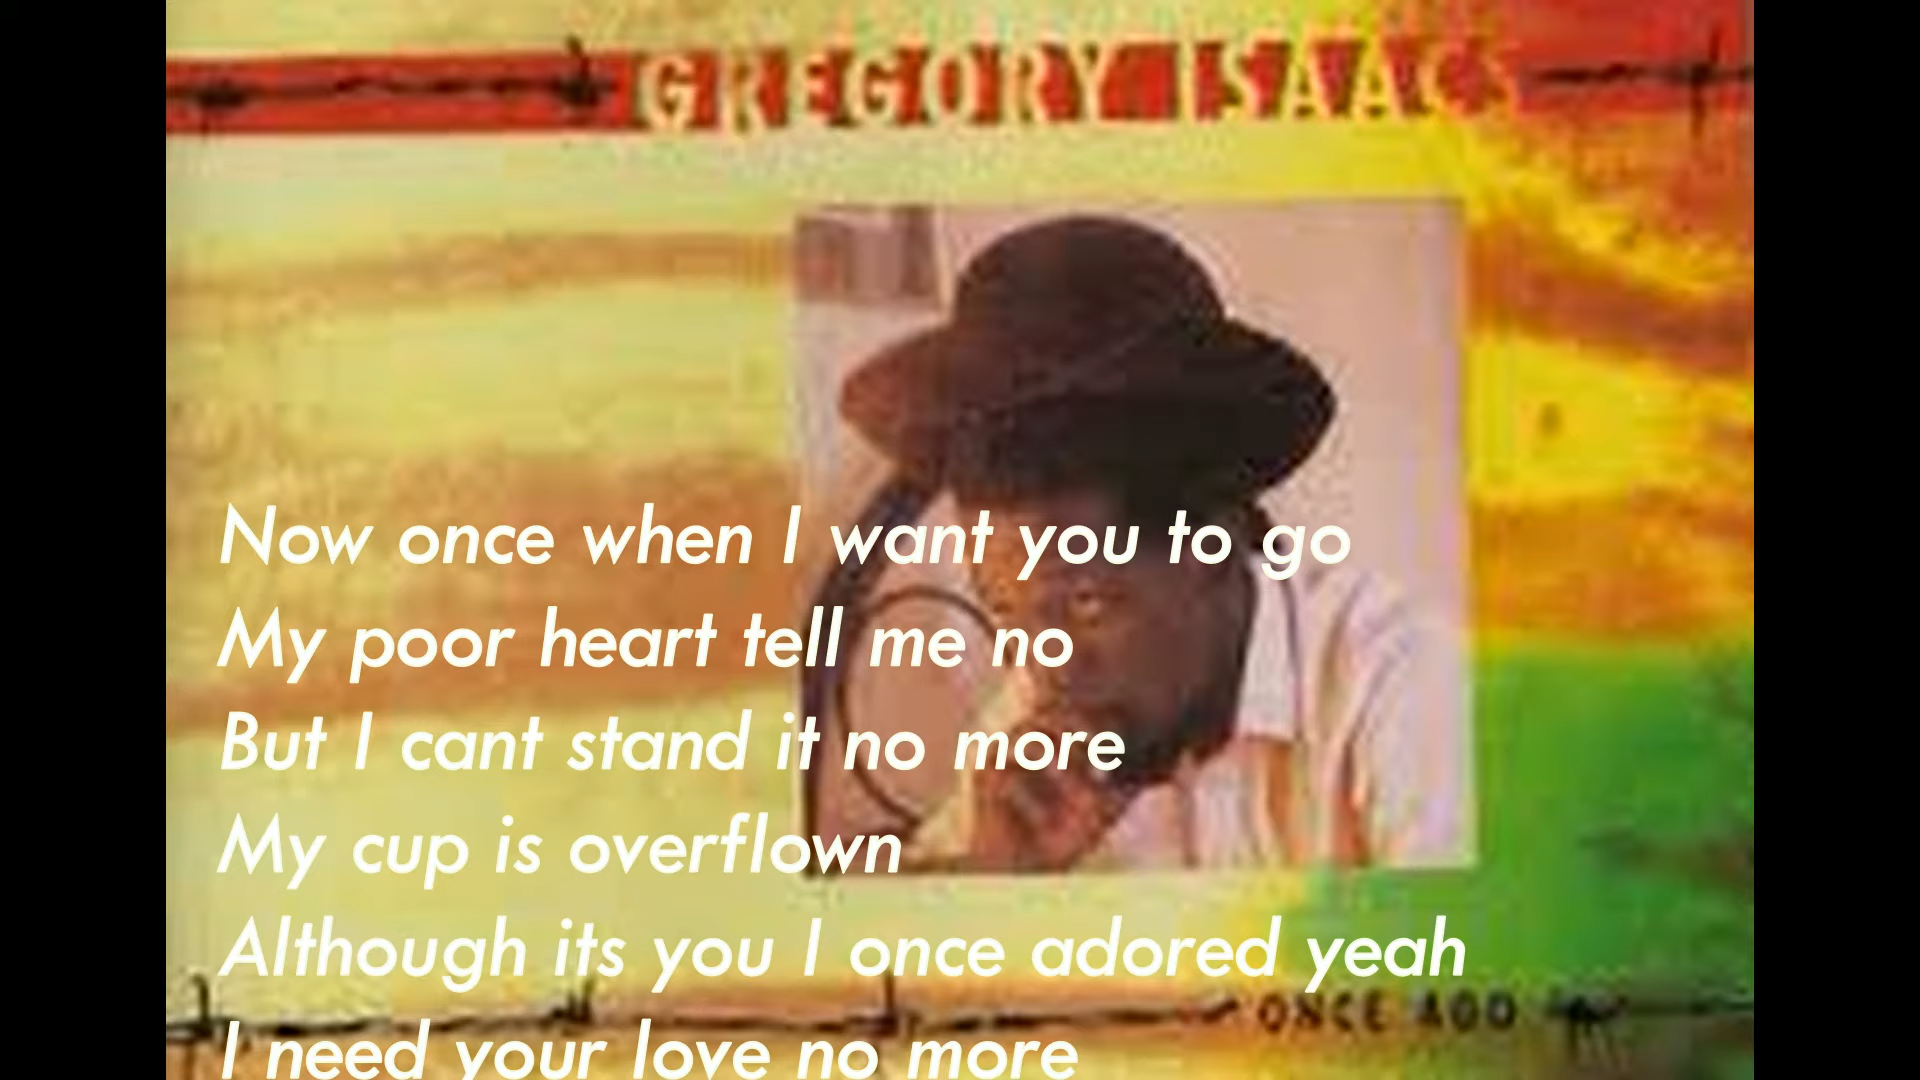 GREGORY ISAACS
Now once when I want you to go
My poor heart tell me no
But I cant stand it no more
My cup is overflown
Although its you I once adored yeah
ONCE AGO
I need your love no more